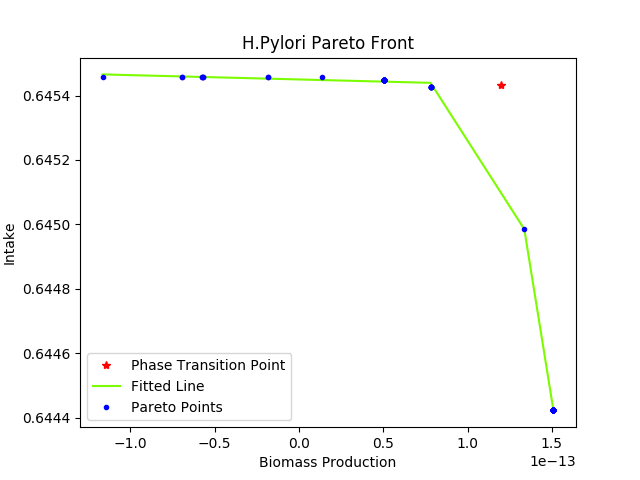 H.Pylori Pareto Front
0.6454
0.6452
0.6450
0.6448
0.6446
0.6444
Intake
Phase Transition Point
Fitted Line
Pareto Points
−1.0 −0.5 0.0 0.5 1.0 1.5
1e−13
Biomass Production